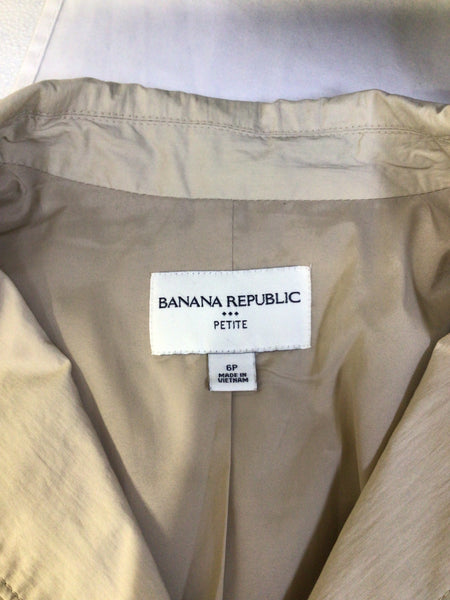 BANANA REPUBLIC
PETITE
6P
MADE IN
VIETNAM